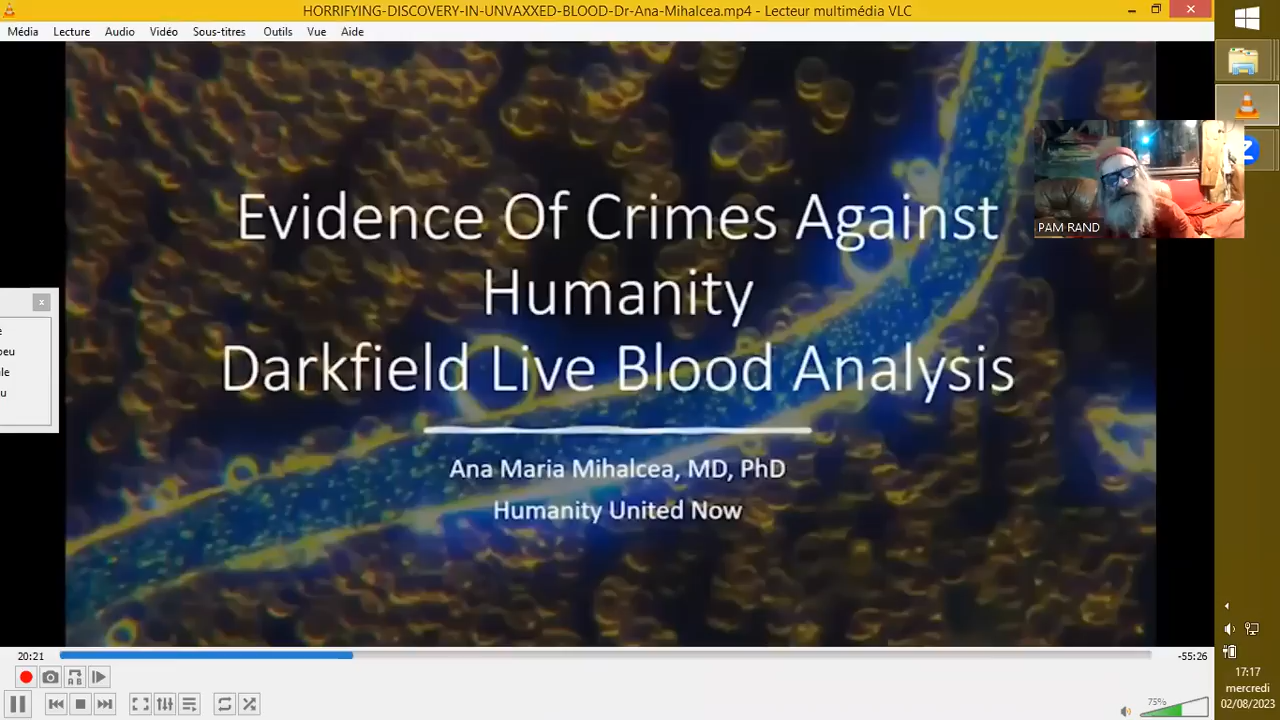 HORRIFYING-DISCOVERY-IN-UNVAXXED-BLOOD-Dr-Ana-Mihalcea.mp4 - Lecteur multimédia VLC
Média Lecture Audio Vidéo Sous-titres Outils Vue Aide
Evidence Of Crimes Against
Humanity
Darkfield Live Blood Analysis
Ana Maria Mihalcea, MD, PhD
Humanity United Now
PAM RAND
20:21
-55:26
75%
17:17
mercredi
02/08/2023